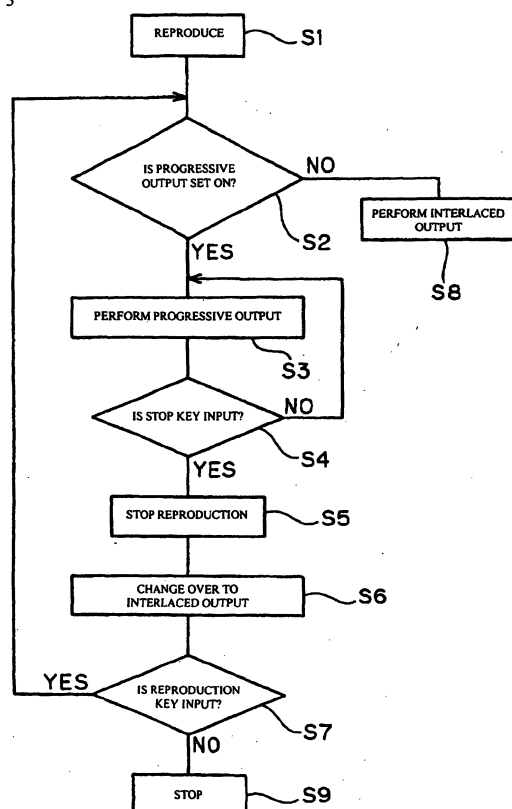 REPRODUCE
S1
IS PROGRESSIVE
OUTPUT SET ON?
NO
S2
PERFORM INTERLACED
OUTPUT
S8
YES
PERFORM PROGRESSIVE OUTPUT
S3
IS STOP KEY INPUT?
NO
S4
YES
STOP REPRODUCTION
S5
CHANGE OVER TO
INTERLACED OUTPUT
S6
YES
IS REPRODUCTION
KEY INPUT?
S7
NO
STOP
S9